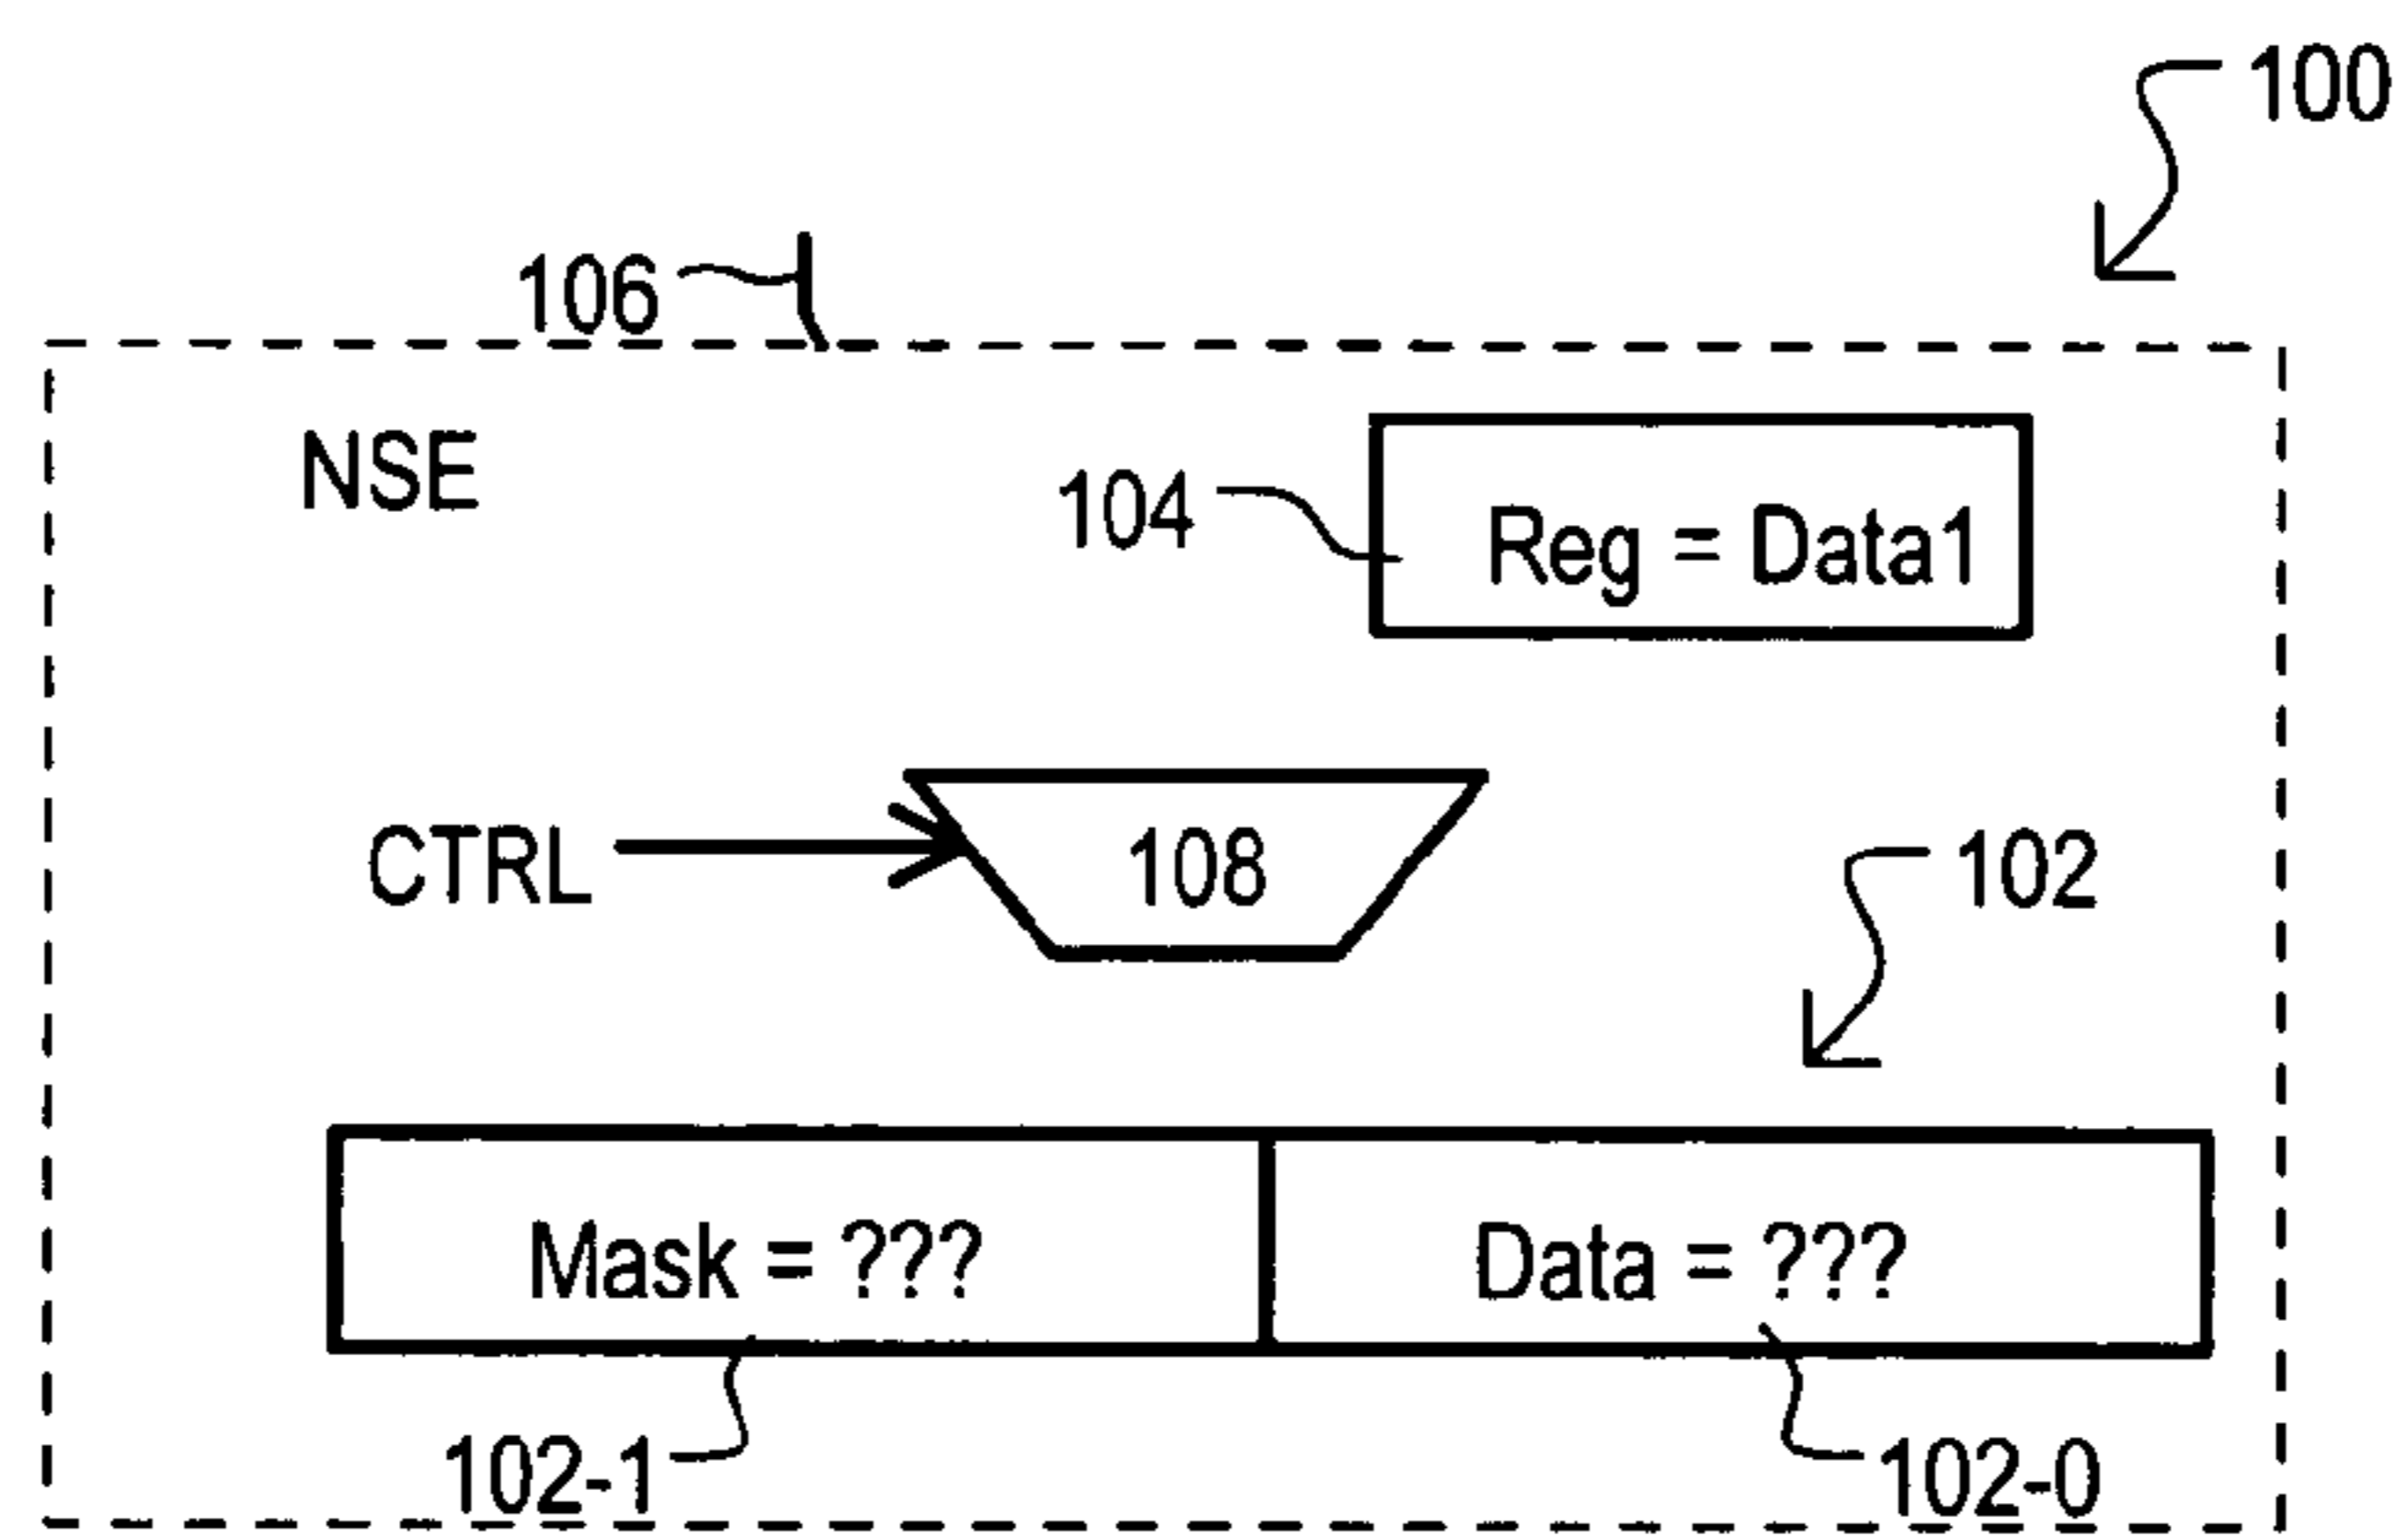 100
106
NSE
104 Reg = Data1
CTRL 108 102
Mask = ??? Data = ???
102-1 102-0